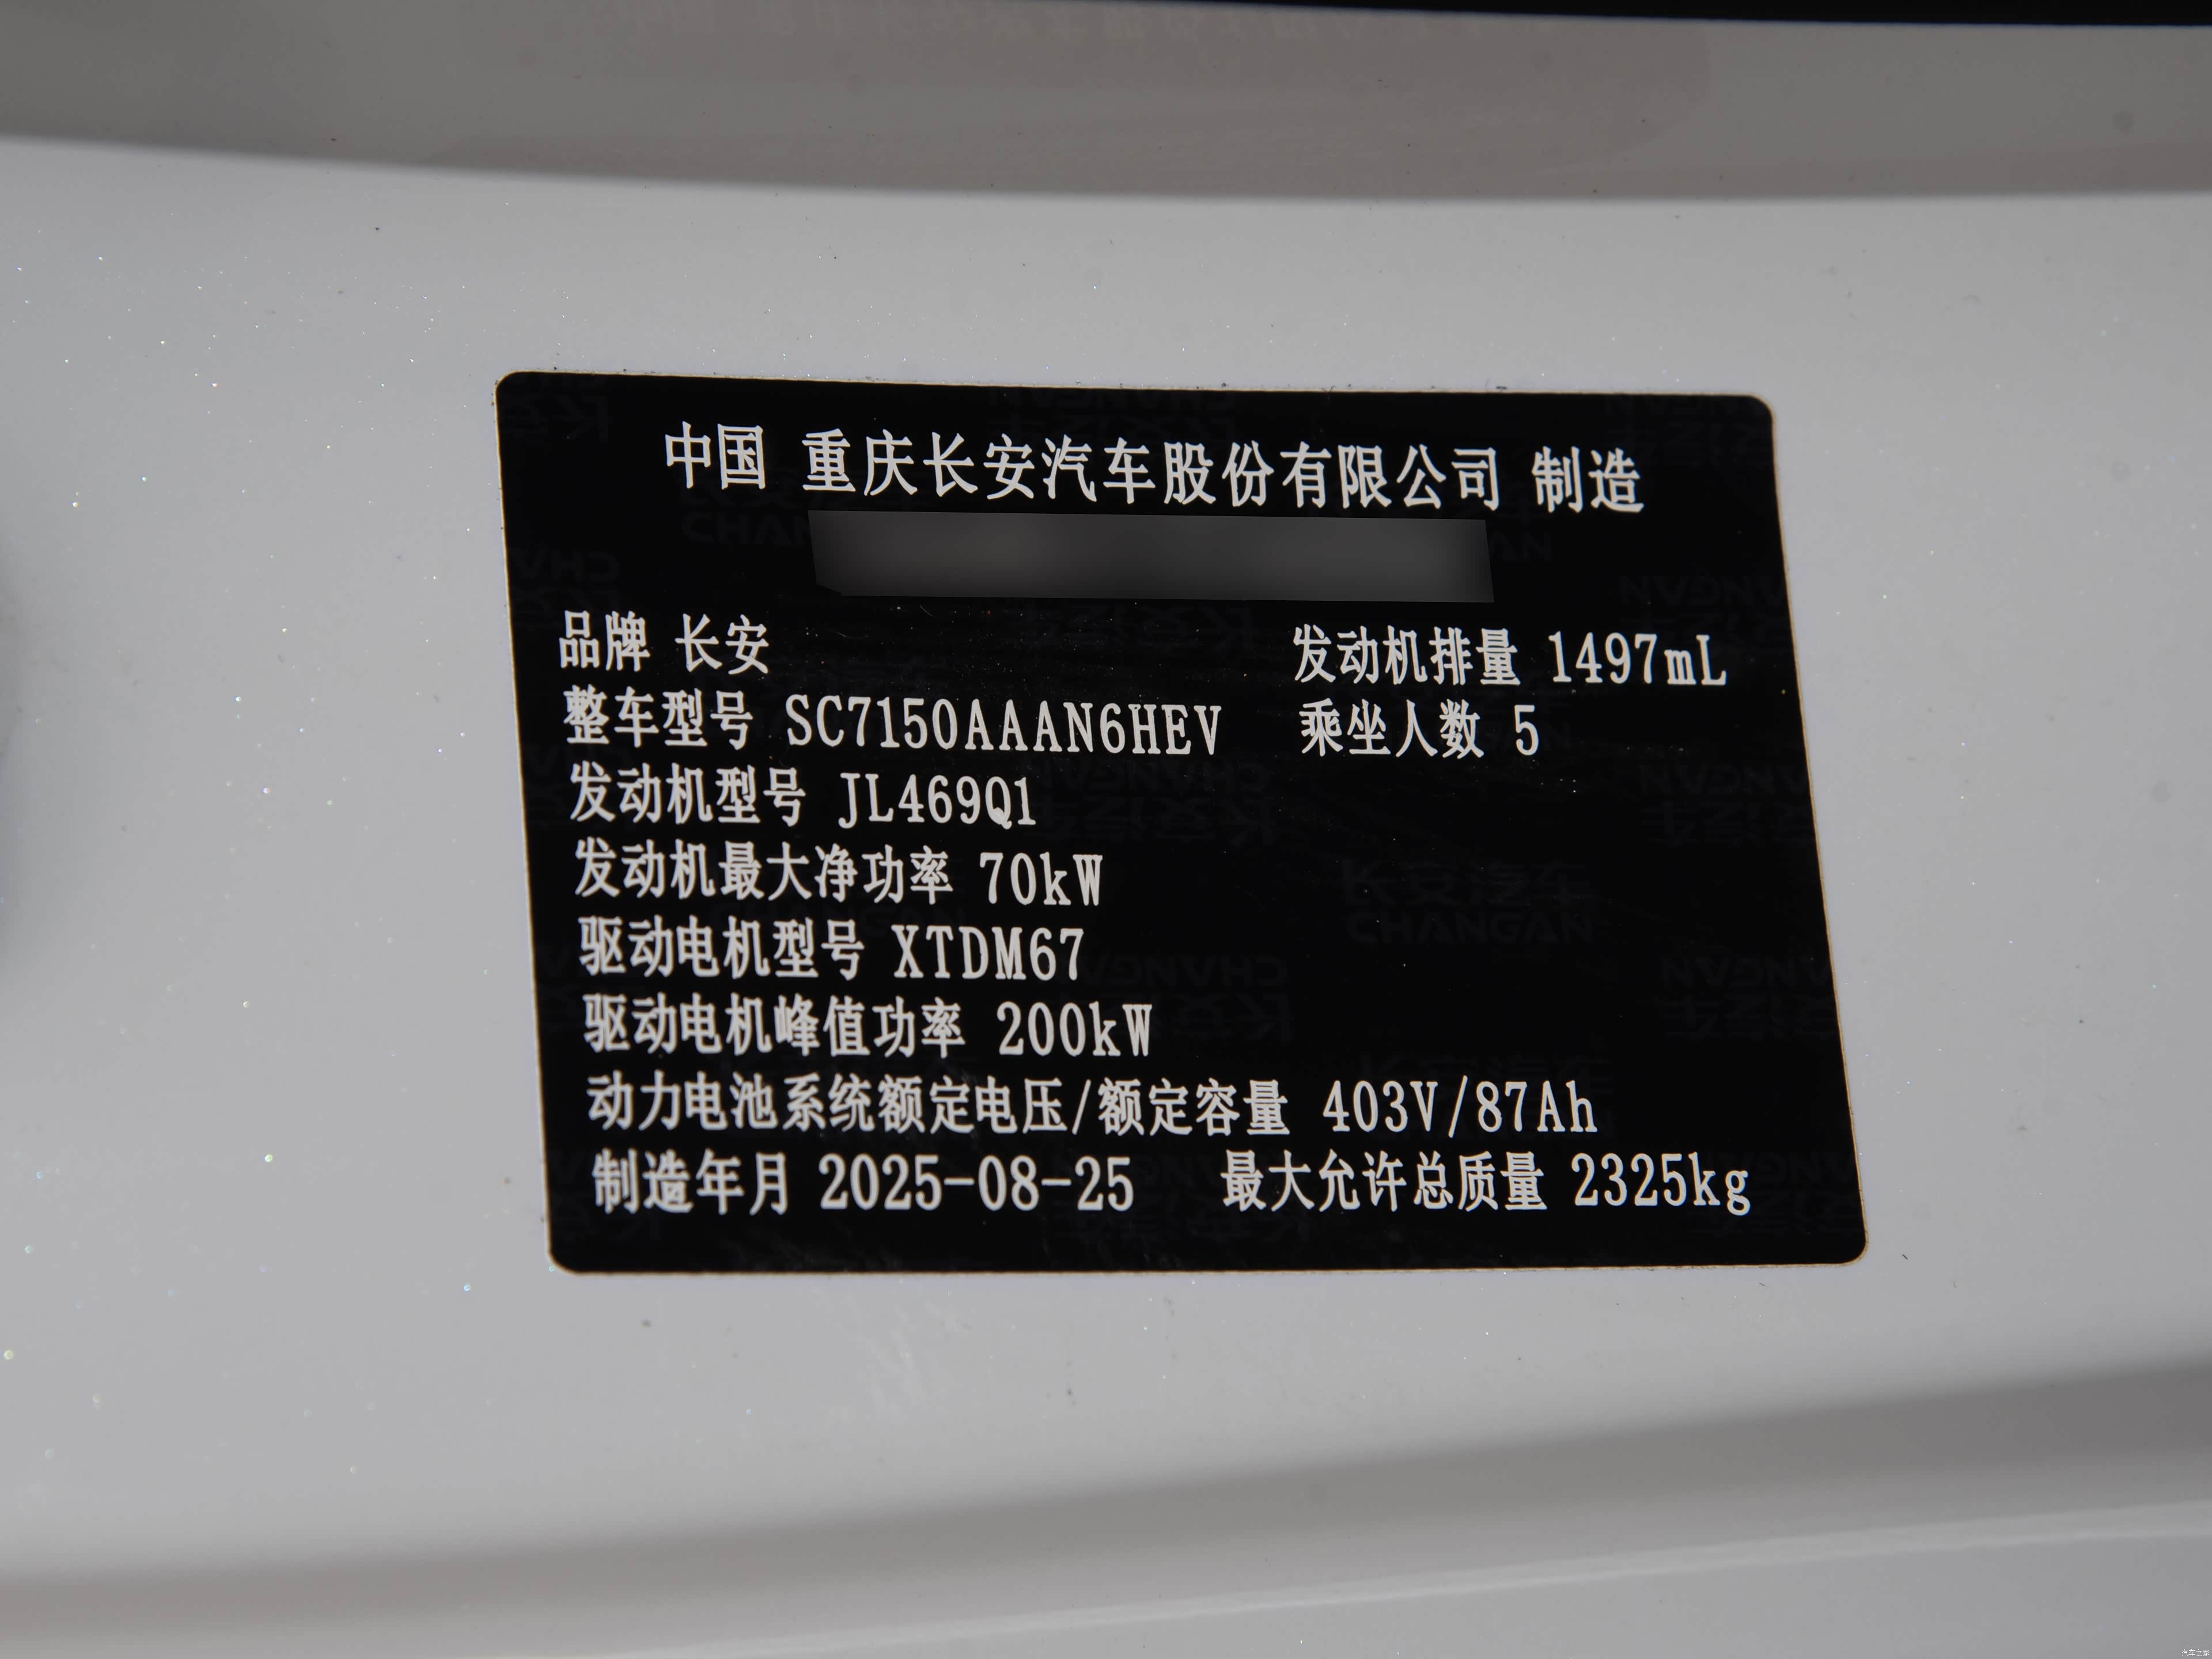 中国 重庆长安汽车股份有限公司 制造
品牌 长安 发动机排量 1497mL
整车型号 SC7150AAAN6HEV 乘坐人数 5
发动机型号 JL469Q1
发动机最大净功率 70kW
驱动电机型号 XTDM67
驱动电机峰值功率 200kW
动力电池系统额定电压/额定容量 403V/87Ah
制造年月 2025-08-25 最大允许总质量 2325kg
汽车之家